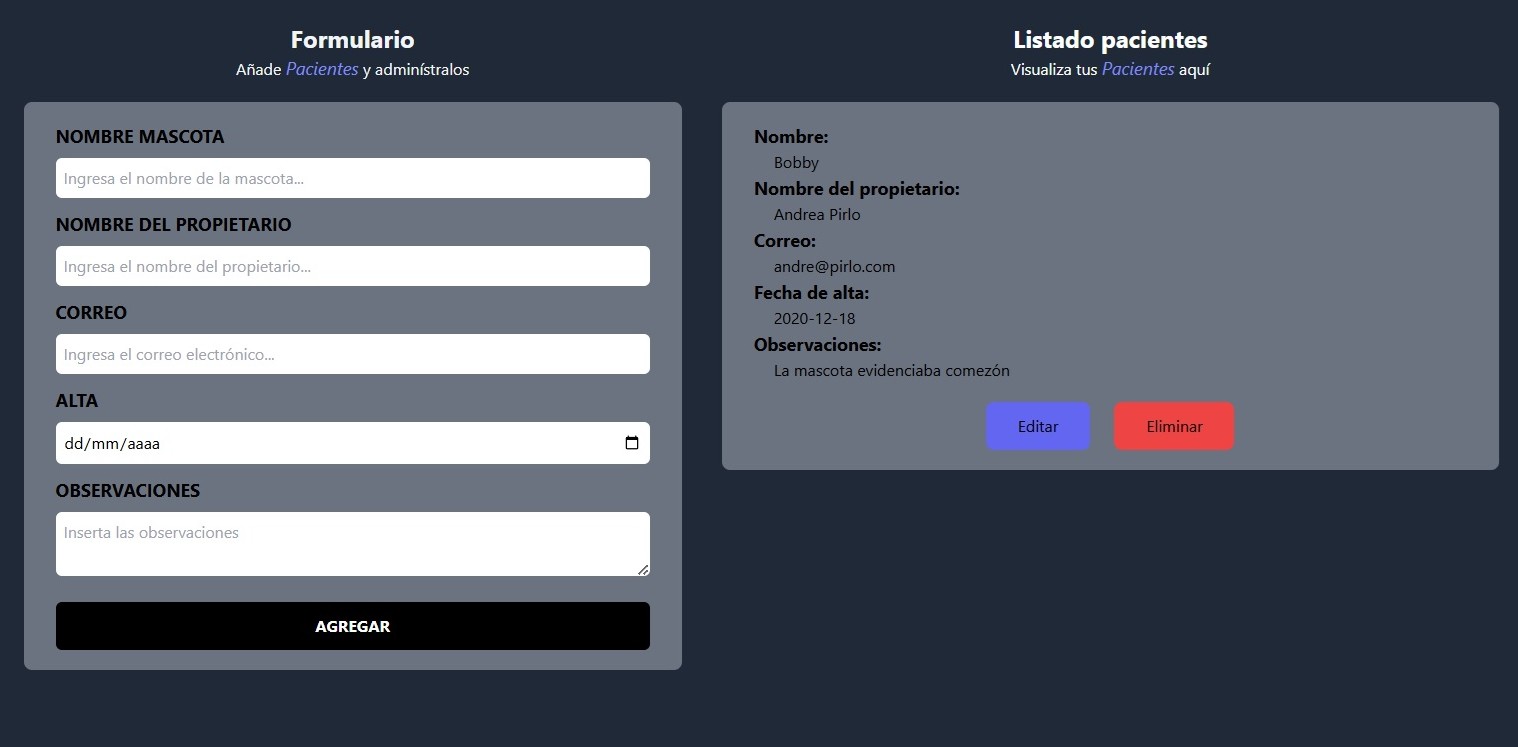 Formulario
Añade Pacientes y adminístralos
NOMBRE MASCOTA
Ingresa el nombre de la mascota...
NOMBRE DEL PROPIETARIO
Ingresa el nombre del propietario...
CORREO
Ingresa el correo electrónico...
ALTA
dd/mm/aaaa
OBSERVACIONES
Inserta las observaciones
AGREGAR
Listado pacientes
Visualiza tus Pacientes aquí
Nombre:
Bobby
Nombre del propietario:
Andrea Pirlo
Correo:
andre@pirlo.com
Fecha de alta:
2020-12-18
Observaciones:
La mascota evidenciaba comezón
Editar
Eliminar